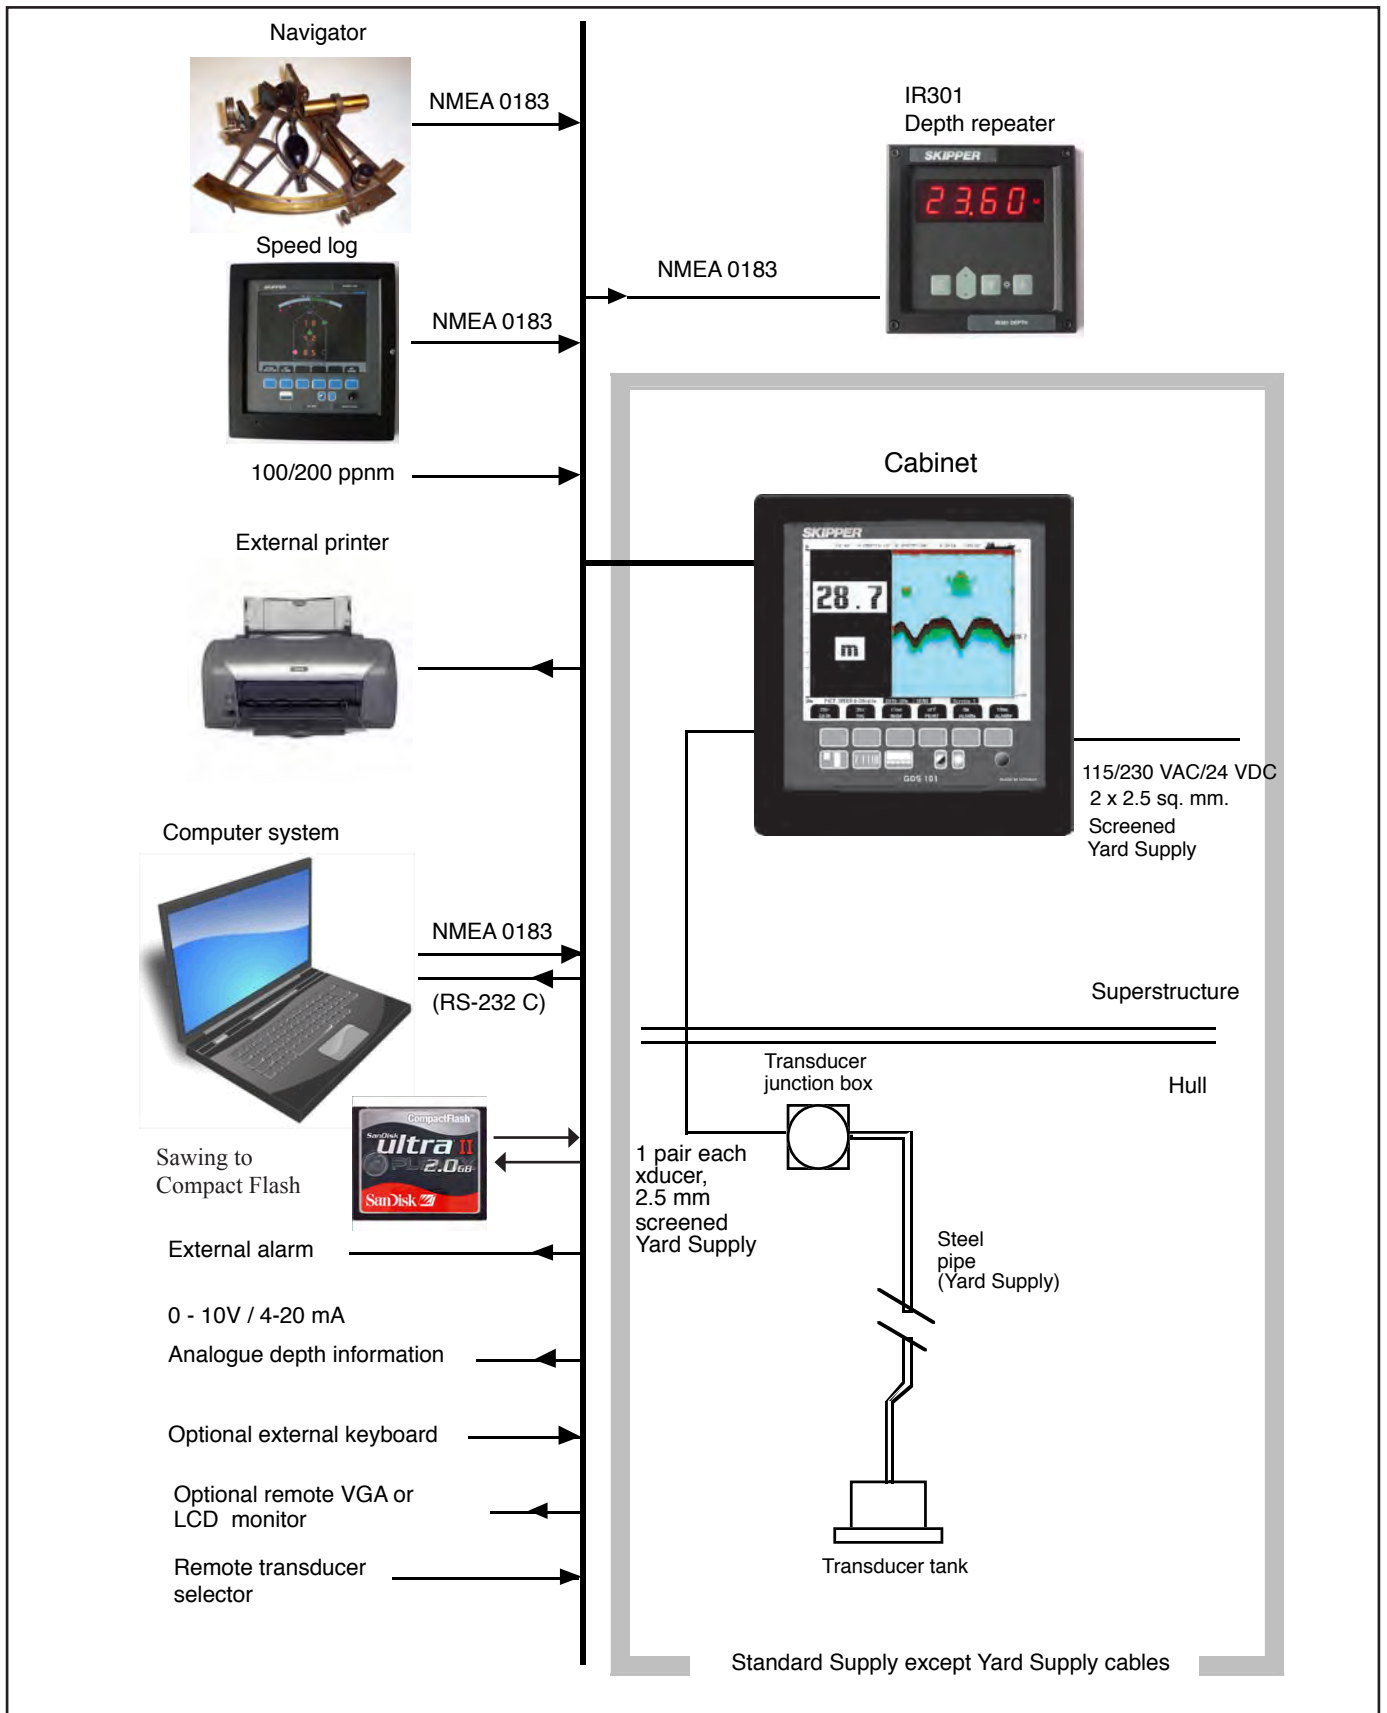 Navigator
NMEA 0183
IR301
Depth repeater
SKIPPER
23.60 M
IR301 DEPTH
Speed log
NMEA 0183
NMEA 0183
100/200 ppnm
Cabinet
External printer
SKIPPER
28.7
m
GDS 101
115/230 VAC/24 VDC
2 x 2.5 sq. mm.
Screened
Yard Supply
Computer system
NMEA 0183
(RS-232 C)
Superstructure
Hull
Transducer
junction box
CompactFlash
SanDisk
ultra II
2.0GB
SanDisk
Sawing to
Compact Flash
1 pair each
xducer,
2.5 mm
screened
Yard Supply
External alarm
Steel
pipe
(Yard Supply)
0 - 10V / 4-20 mA
Analogue depth information
Optional external keyboard
Optional remote VGA or
LCD monitor
Remote transducer
selector
Transducer tank
Standard Supply except Yard Supply cables